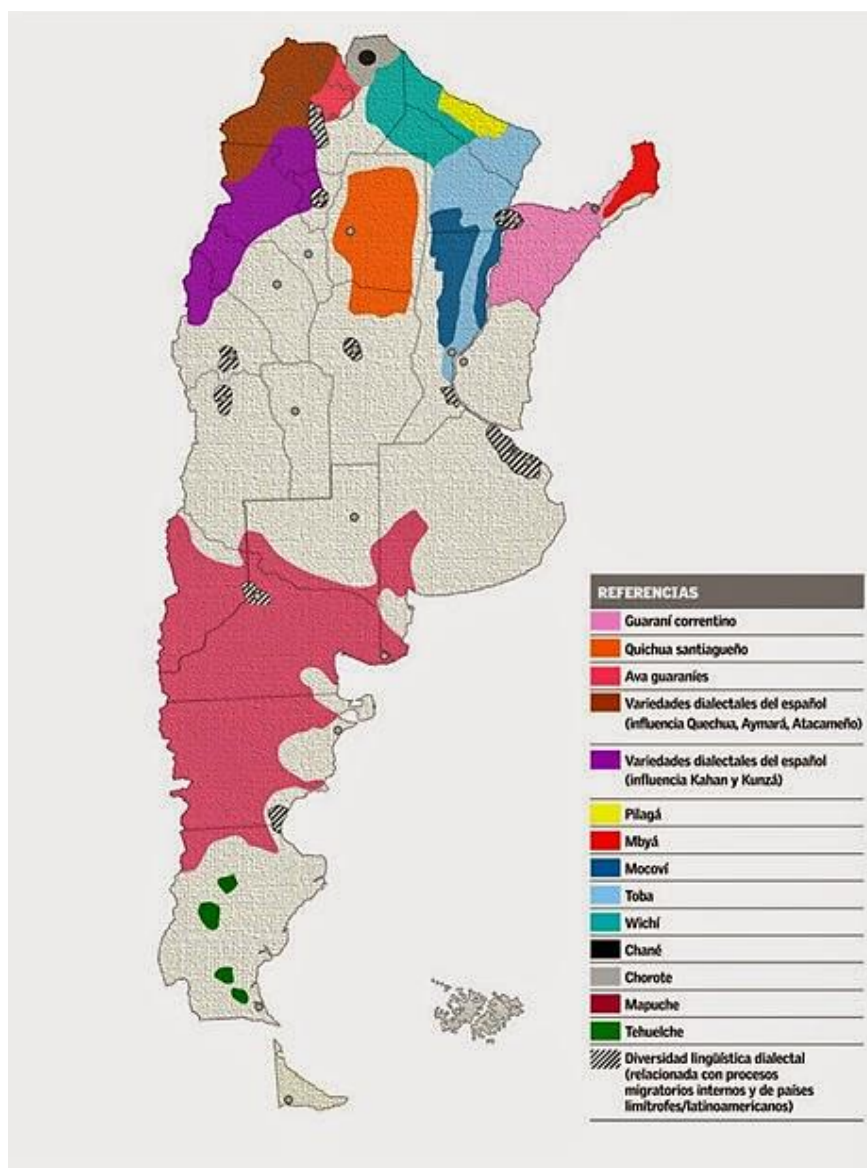 REFERENCIAS
Guaraní correntino
Quichua santiagueño
Ava guaraníes
Variedades dialectales del español
(influencia Quechua, Aymará, Atacameño)
Variedades dialectales del español
(influencia Kahan y Kunzá)
Pilagá
Mbyá
Mocoví
Toba
Wichí
Chané
Chorote
Mapuche
Tehuelche
Diversidad lingüística dialectal
(relacionada con procesos
migratorios internos y de países
limítrofes/latinoamericanos)